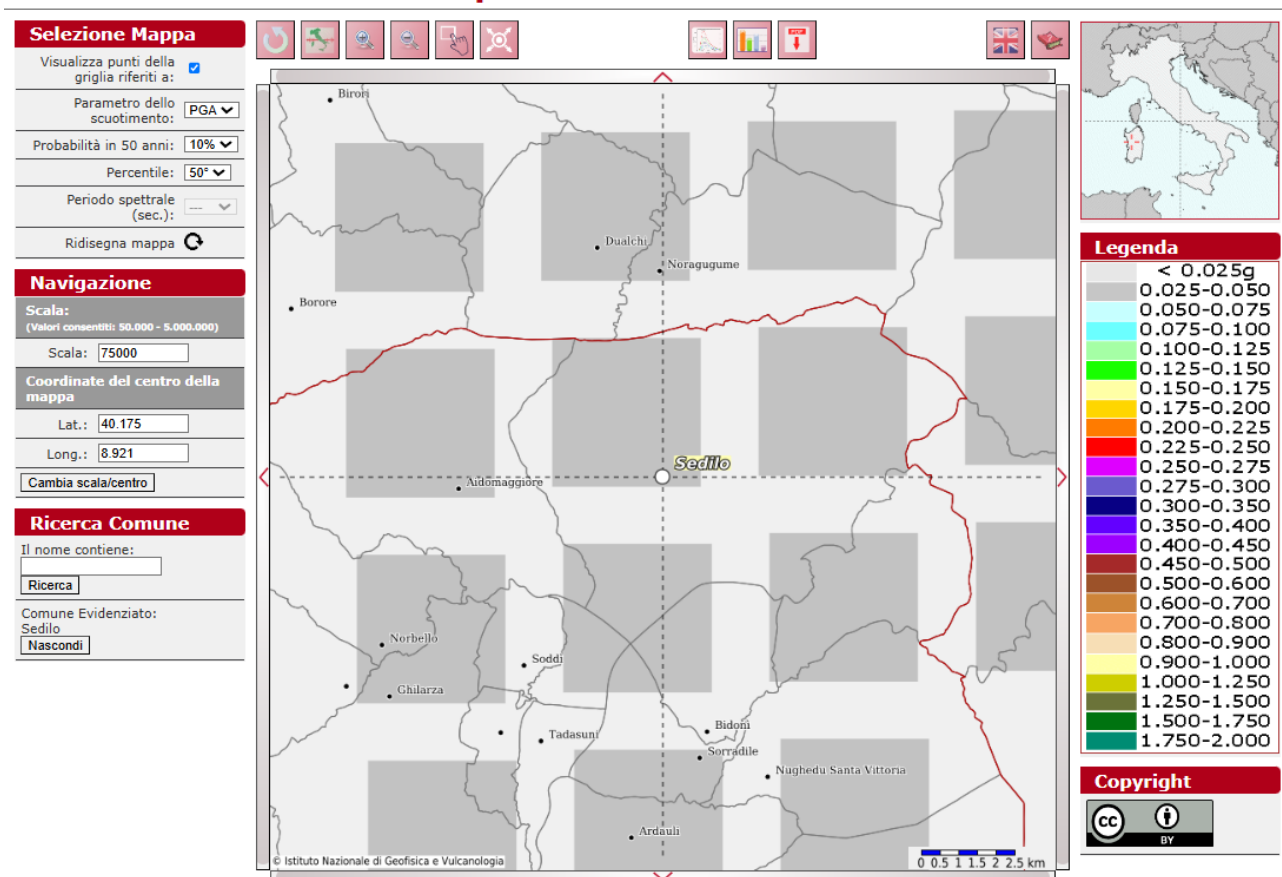 Selezione Mappa
Visualizza punti della
griglia riferiti a:
Parametro dello
scuotimento: PGA
Probabilità in 50 anni: 10%
Percentile: 50°
Periodo spettrale
(sec.): ---
Ridisegna mappa
Navigazione
Scala:
(Valori consentiti: 50.000 - 5.000.000)
Scala: 75000
Coordinate del centro della
mappa
Lat.: 40.175
Long.: 8.921
Cambia scala/centro
Ricerca Comune
Il nome contiene:
Ricerca
Comune Evidenziato:
Sedilo
Nascondi
PDF
Birori
Dualchi
Noragugume
Borore
Sedilo
Aidomaggiore
Norbello
Soddì
Ghilarza
Bidonì
Tadasuni
Sorradile
Nughedu Santa Vittoria
Ardauli
© Istituto Nazionale di Geofisica e Vulcanologia
0 0.5 1 1.5 2 2.5 km
Legenda
< 0.025g
0.025-0.050
0.050-0.075
0.075-0.100
0.100-0.125
0.125-0.150
0.150-0.175
0.175-0.200
0.200-0.225
0.225-0.250
0.250-0.275
0.275-0.300
0.300-0.350
0.350-0.400
0.400-0.450
0.450-0.500
0.500-0.600
0.600-0.700
0.700-0.800
0.800-0.900
0.900-1.000
1.000-1.250
1.250-1.500
1.500-1.750
1.750-2.000
Copyright
cc
BY